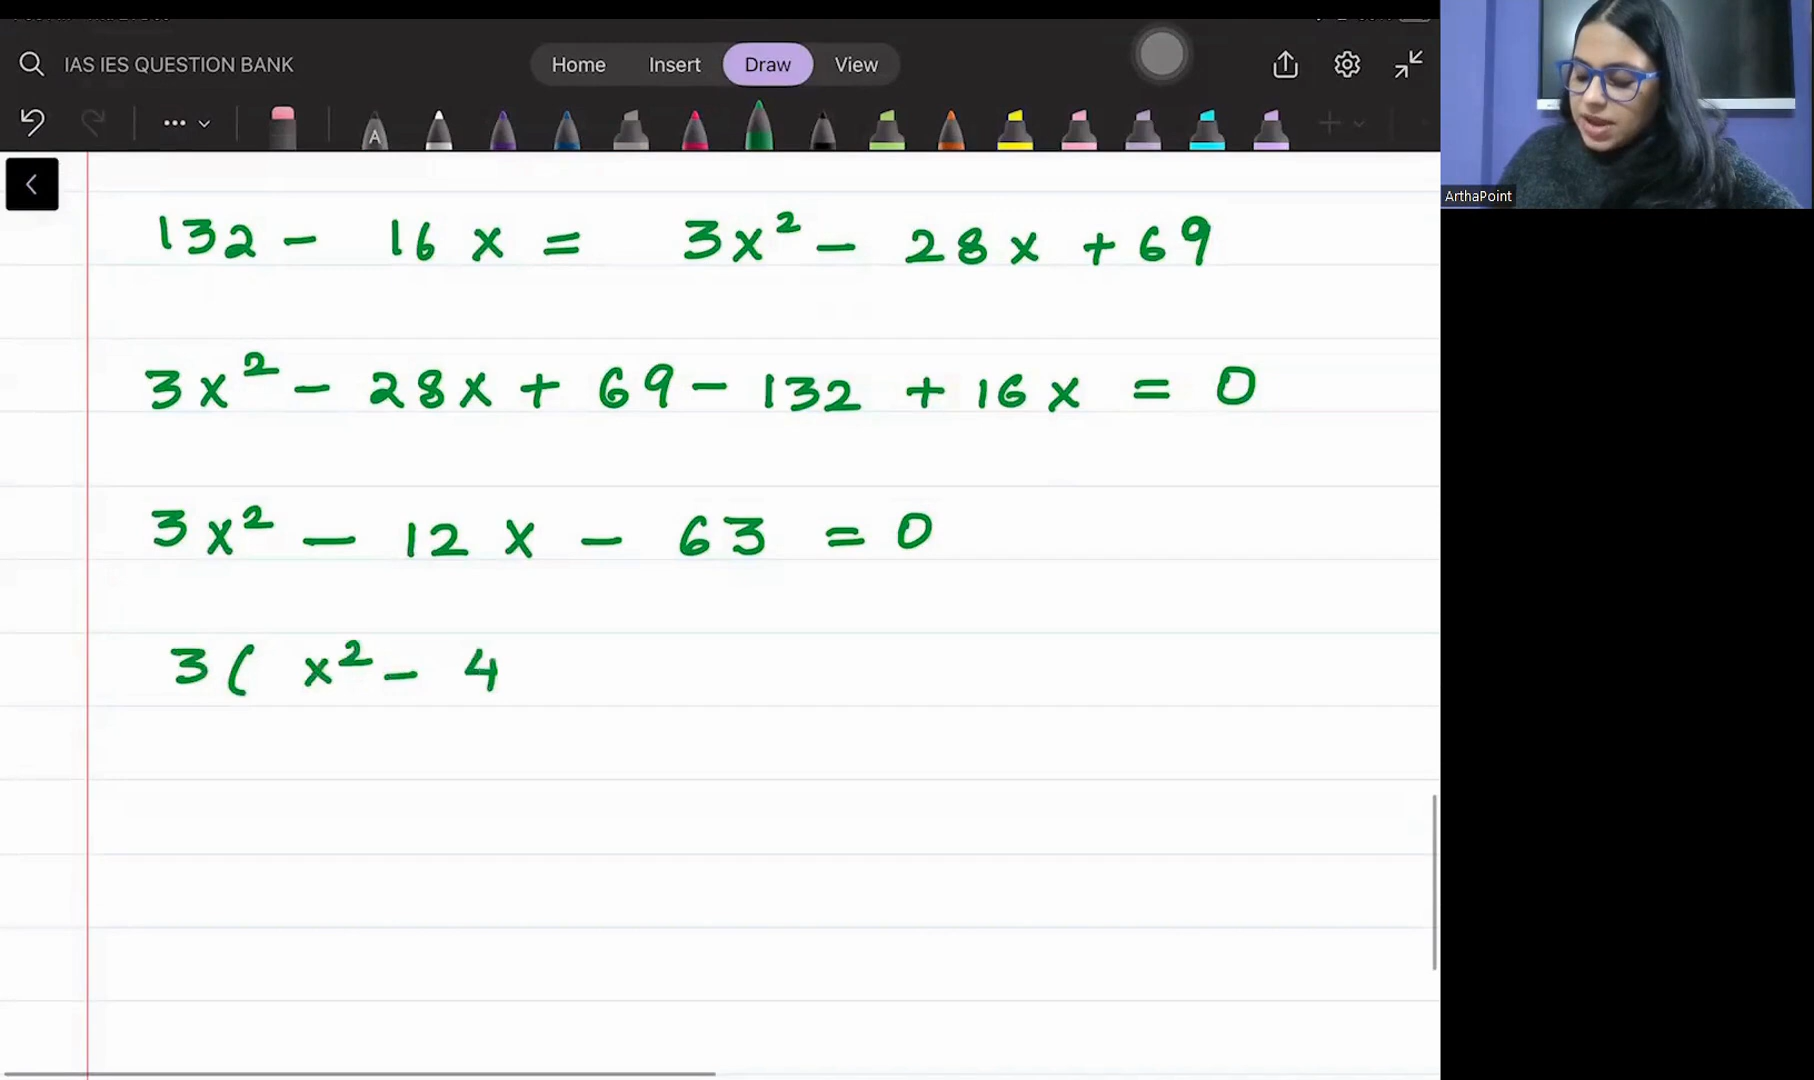 IAS IES QUESTION BANK
Home Insert Draw View
A
ArthaPoint
132 - 16x = 3x² - 28x + 69
3x² - 28x + 69 - 132 + 16x = 0
3x² - 12x - 63 = 0
3( x² - 4